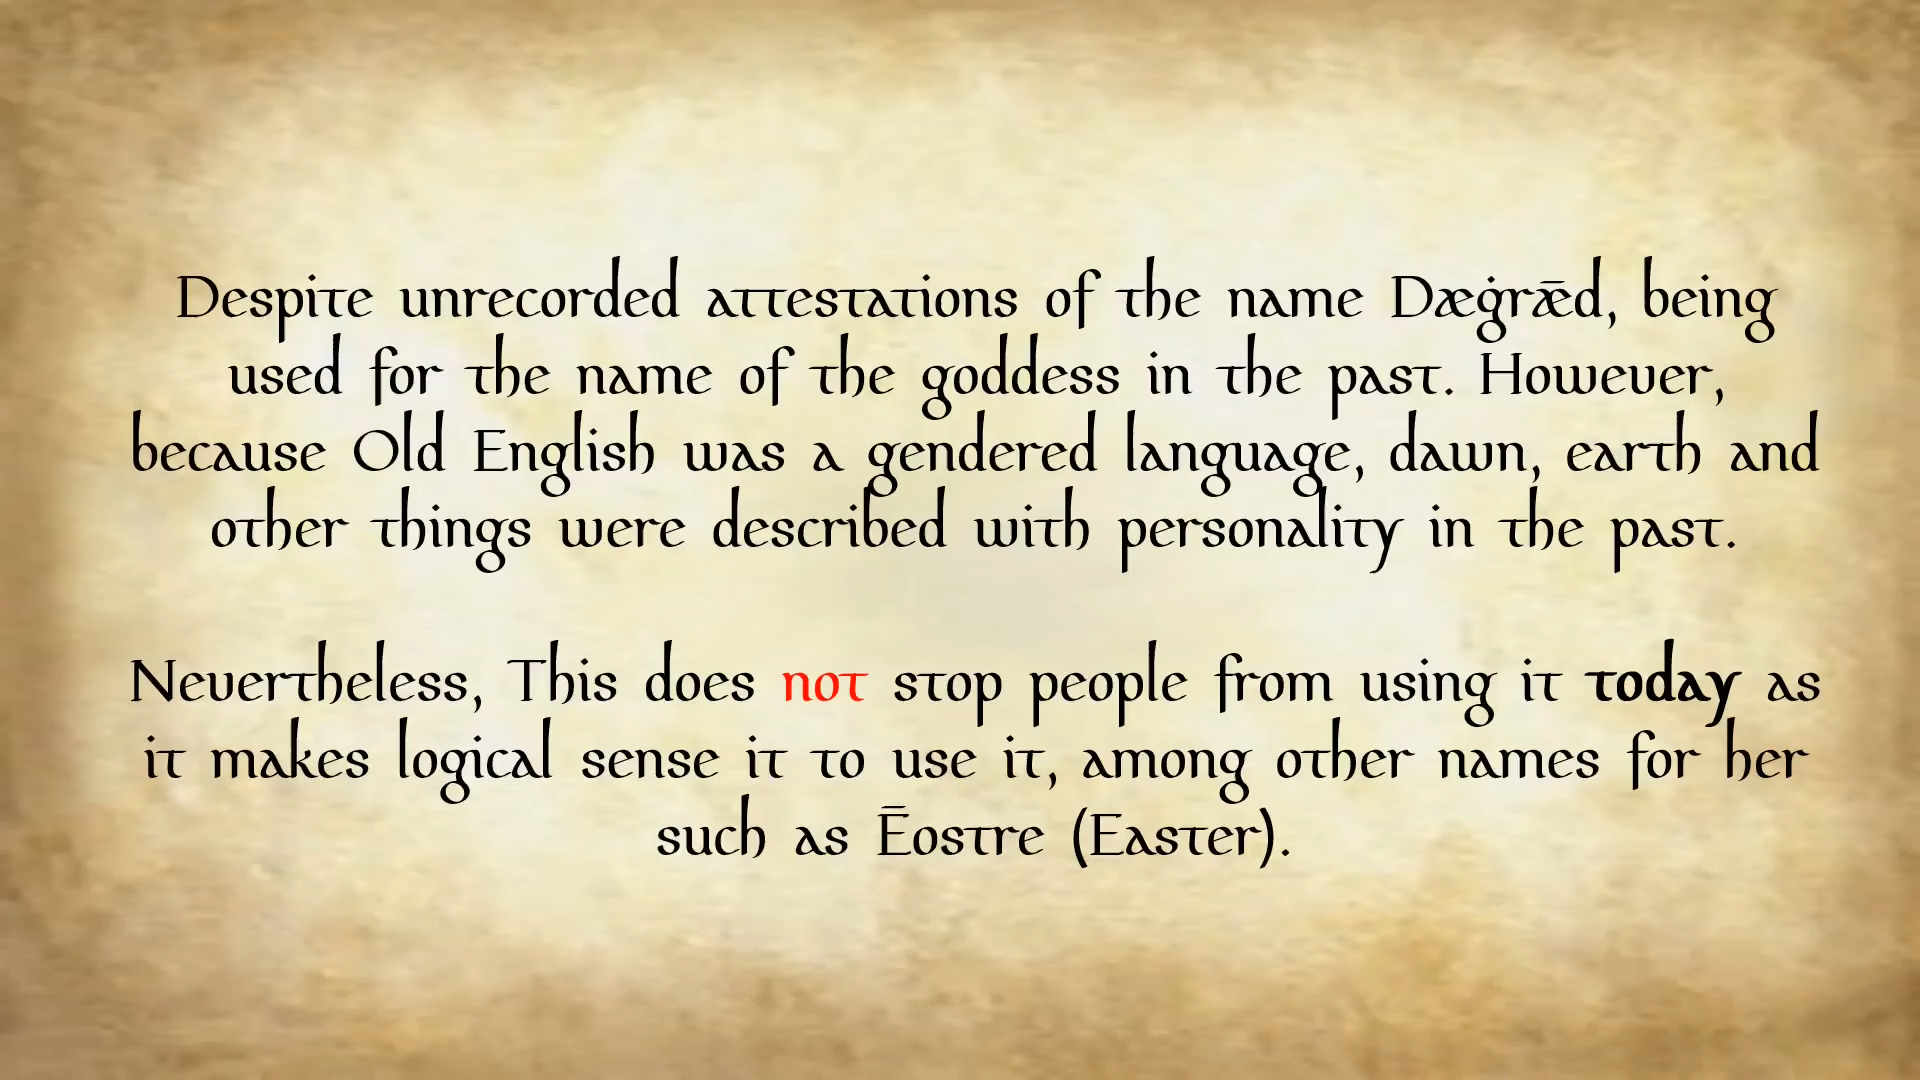 Despite unrecorded attestations of the name Dæġrǣd, being
used for the name of the goddess in the past. However,
because Old English was a gendered language, dawn, earth and
other things were described with personality in the past.
Nevertheless, This does not stop people from using it today as
it makes logical sense it to use it, among other names for her
such as Ēostre (Easter).